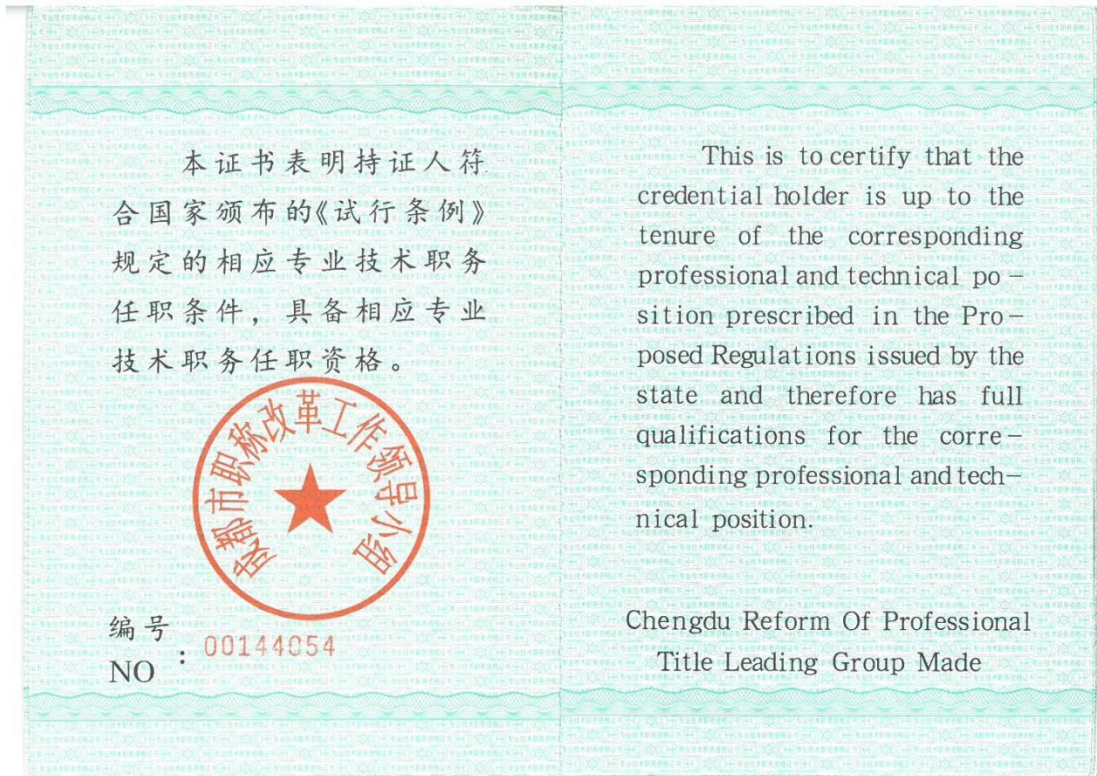 本证书表明持证人符
合国家颁布的《试行条例》
规定的相应专业技术职务
任职条件，具备相应专业
技术职务任职资格。
成都市职称改革工作领导小组
编号
NO : 00144054
This is to certify that the
credential holder is up to the
tenure of the corresponding
professional and technical po-
sition prescribed in the Pro-
posed Regulations issued by the
state and therefore has full
qualifications for the corre-
sponding professional and tech-
nical position.
Chengdu Reform Of Professional
Title Leading Group Made